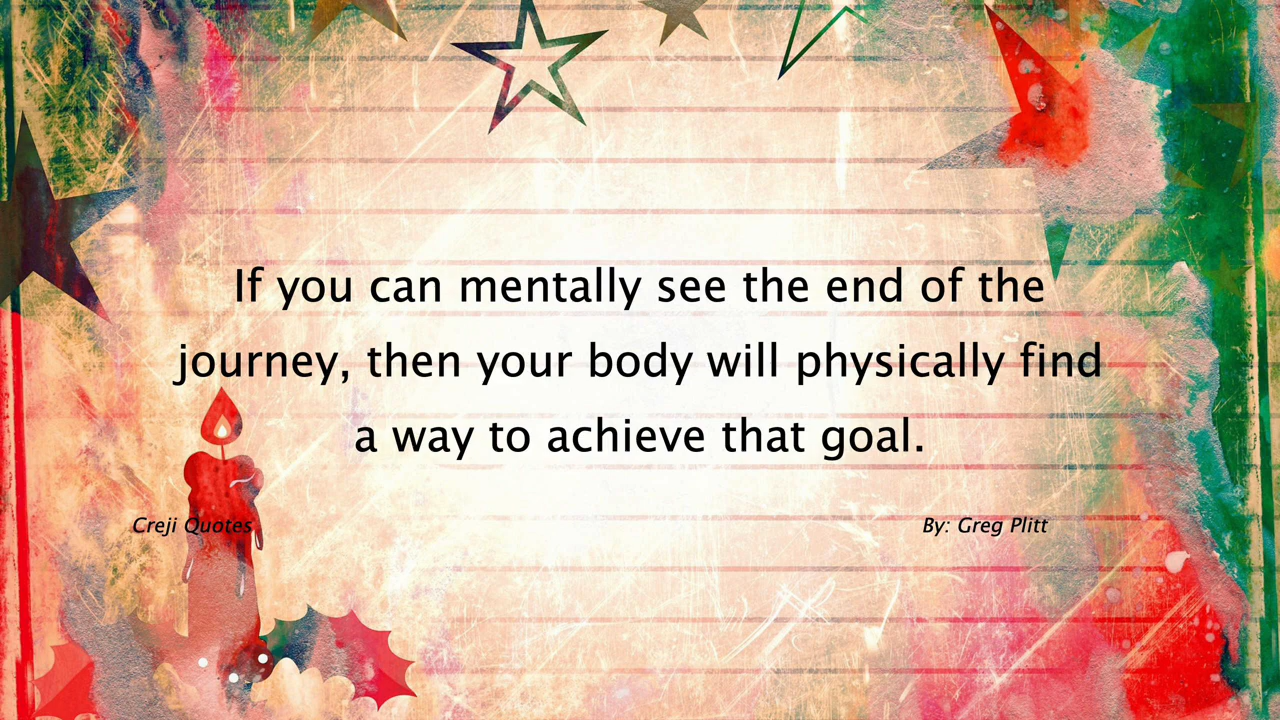 If you can mentally see the end of the
journey, then your body will physically find
a way to achieve that goal.
Creji Quotes
By: Greg Plitt